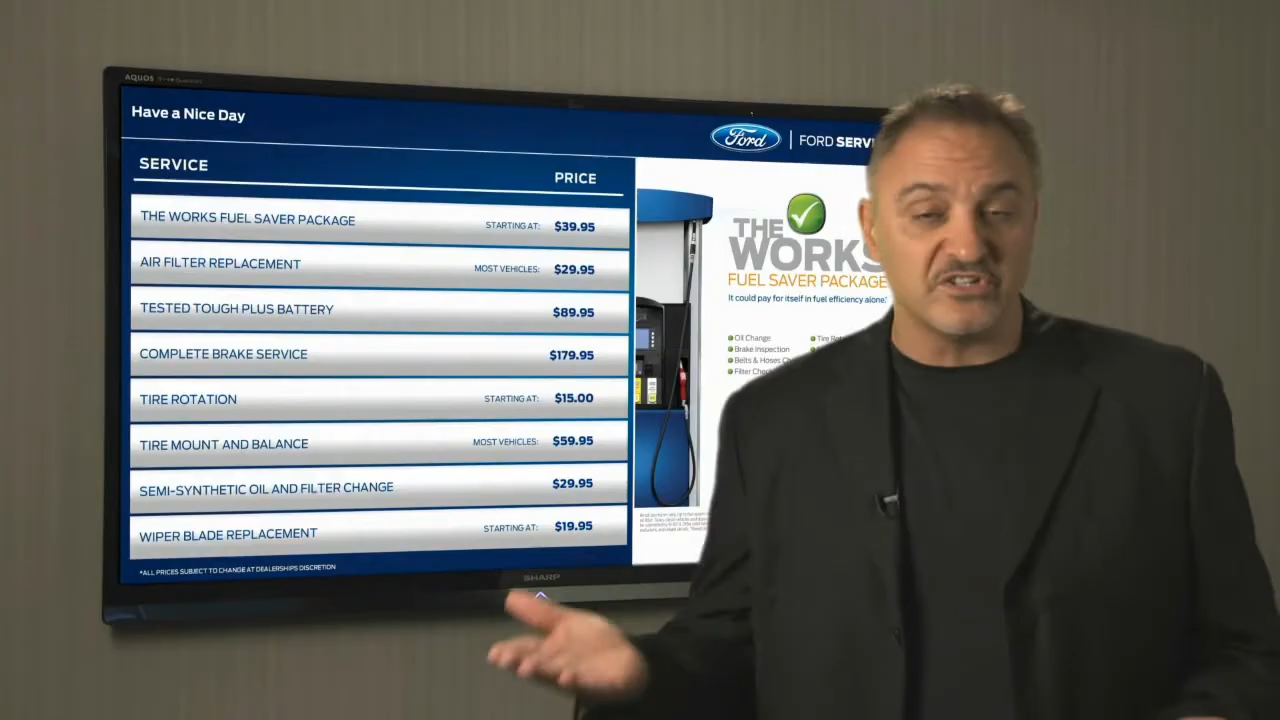 AQUOS
Have a Nice Day
Ford
FORD SERV
SERVICE
PRICE
THE WORKS FUEL SAVER PACKAGE STARTING AT: $39.95
AIR FILTER REPLACEMENT MOST VEHICLES: $29.95
TESTED TOUGH PLUS BATTERY $89.95
COMPLETE BRAKE SERVICE $179.95
TIRE ROTATION STARTING AT: $15.00
TIRE MOUNT AND BALANCE MOST VEHICLES: $59.95
SEMI-SYNTHETIC OIL AND FILTER CHANGE $29.95
WIPER BLADE REPLACEMENT STARTING AT: $19.95
*ALL PRICES SUBJECT TO CHANGE AT DEALERSHIPS DISCRETION
THE
WORKS
FUEL SAVER PACKAGE
It could pay for itself in fuel efficiency alone.*
Oil Change
Tire
Brake Inspection
Belts & Hoses
Filter
SHARP